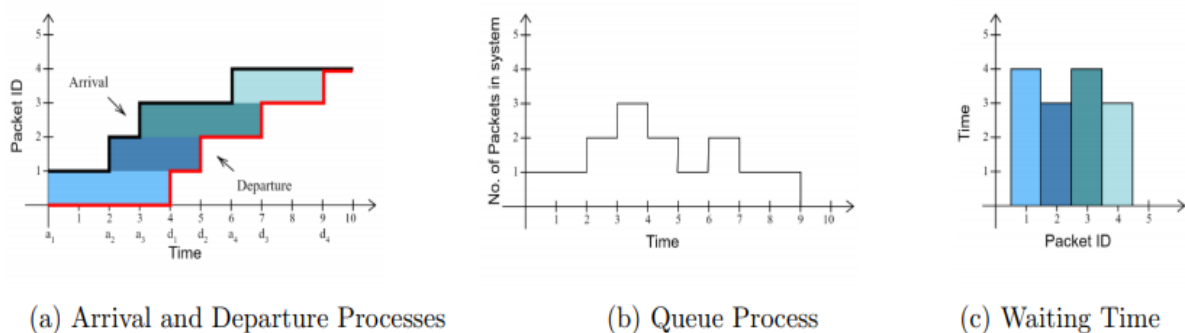 Packet ID
5
4
3
2
1
Arrival
Departure
1 2 3 4 5 6 7 8 9 10
a1 a2 a3 d1 d2 a4 d3 d4
Time
(a) Arrival and Departure Processes
No. of Packets in system
5
4
3
2
1
1 2 3 4 5 6 7 8 9 10
Time
(b) Queue Process
Time
5
4
3
2
1
1 2 3 4 5
Packet ID
(c) Waiting Time